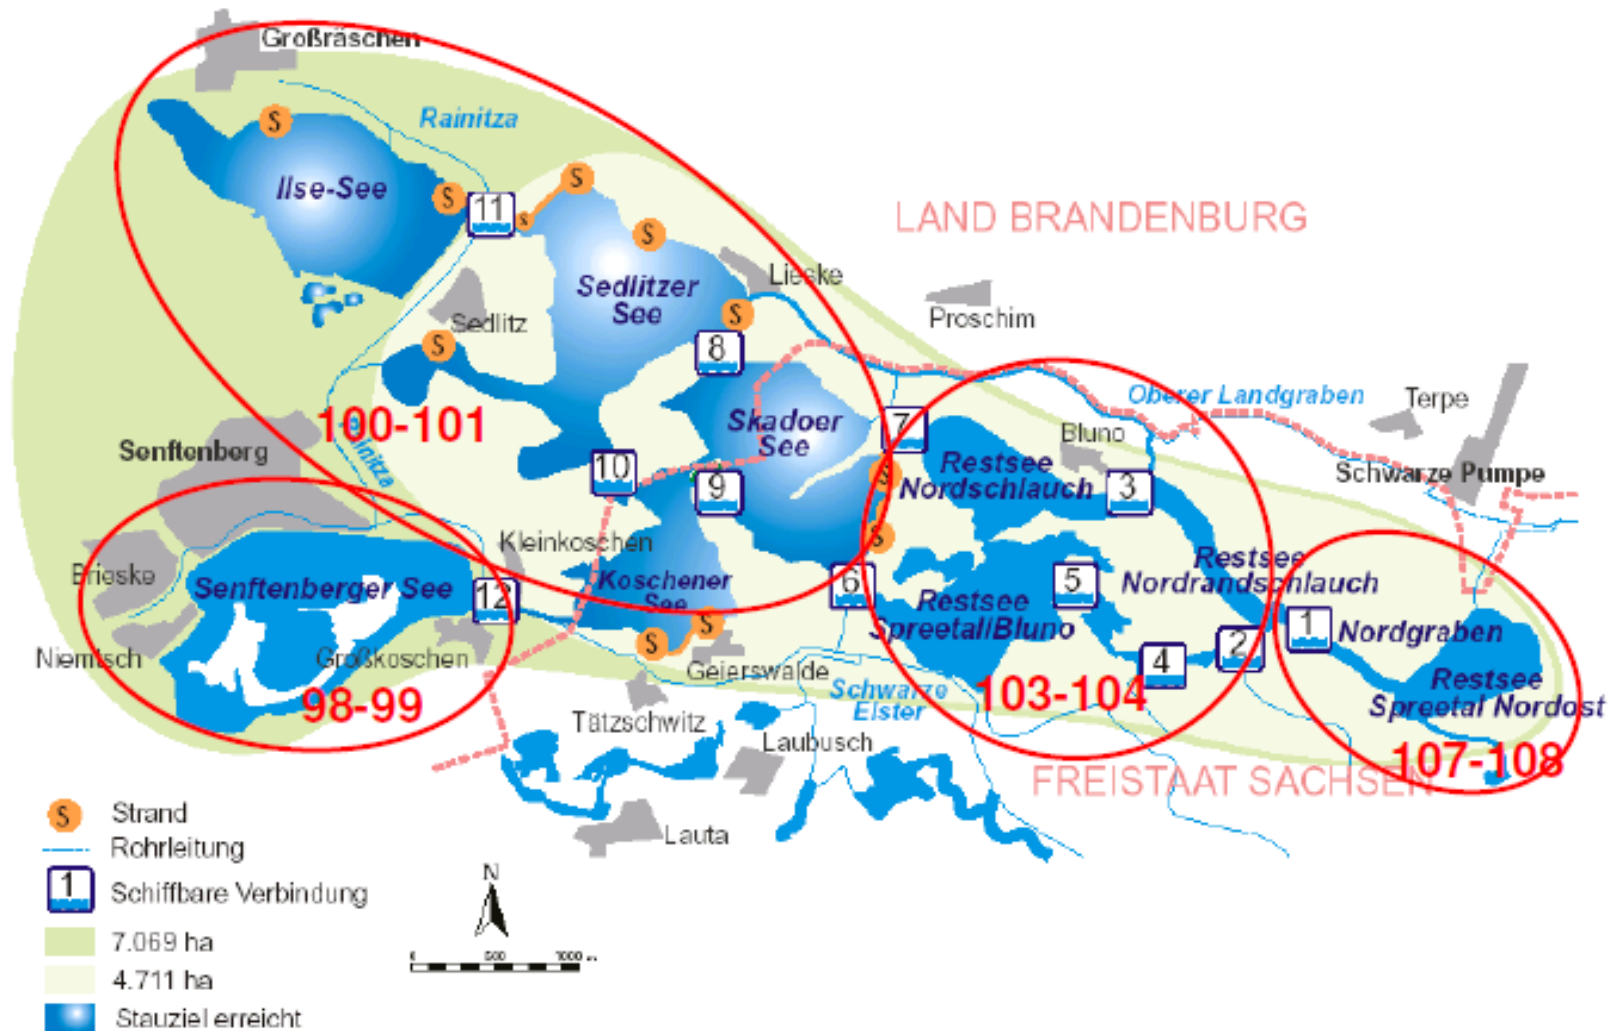 Großräschen
Rainitza
S
Ilse-See
S
S
11
s
S
LAND BRANDENBURG
Sedlitzer
See
Lieske
Sedlitz
S
S
8
Proschim
Oberer Landgraben
Terpe
100-101
Rainitza
Skadoer
See
7
Bluno
Senftenberg
10
9
S
Restsee
Nordschlauch
3
Schwarze Pumpe
S
Kleinkoschen
Brieske
Senftenberger See
12
Koschener
See
6
5
Restsee
Nordrandschlauch
Restsee
Spreetal/Bluno
1
Nordgraben
2
4
S
S
Niemtsch
Großkoschen
98-99
Geierswalde
Schwarze
Elster
103-104
Restsee
Spreetal Nordost
107-108
Tätzschwitz
Laubusch
FREISTAAT SACHSEN
Lauta
S
Strand
Rohrleitung
1
Schiffbare Verbindung
7.069 ha
4.711 ha
Stauziel erreicht
N
0 500 1000 m